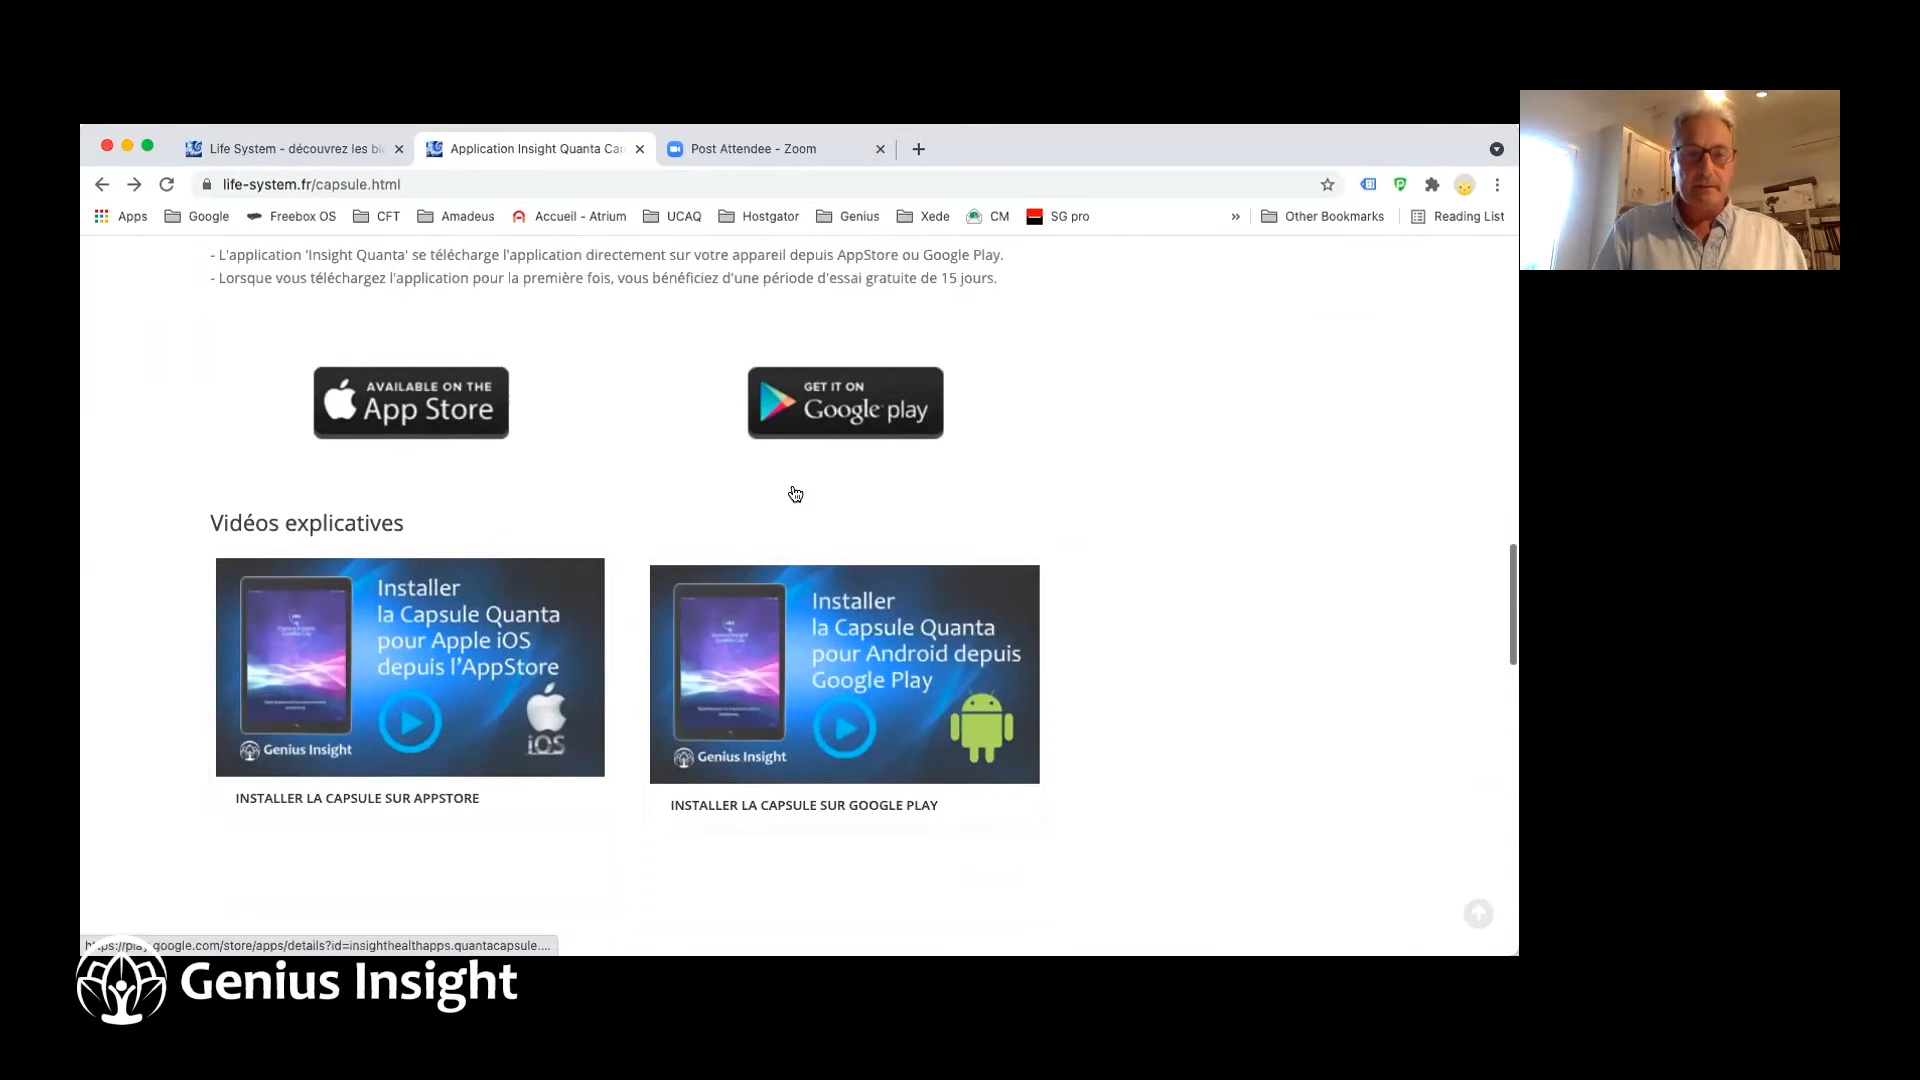 Life System - découvrez les bi
Application Insight Quanta Ca
Post Attendee - Zoom
life-system.fr/capsule.html
Apps
Google
Freebox OS
CFT
Amadeus
Accueil - Atrium
UCAQ
Hostgator
Genius
Xede
CM
SG pro
»
Other Bookmarks
Reading List
- L'application 'Insight Quanta' se télécharge l'application directement sur votre appareil depuis AppStore ou Google Play.
- Lorsque vous téléchargez l'application pour la première fois, vous bénéficiez d'une période d'essai gratuite de 15 jours.
AVAILABLE ON THE
App Store
GET IT ON
Google play
Vidéos explicatives
Installer
la Capsule Quanta
pour Apple iOS
depuis l'AppStore
iOS
Genius Insight
INSTALLER LA CAPSULE SUR APPSTORE
Installer
la Capsule Quanta
pour Android depuis
Google Play
Genius Insight
INSTALLER LA CAPSULE SUR GOOGLE PLAY
https://play.google.com/store/apps/details?id=insighthealthapps.quantacapsule....
Genius Insight